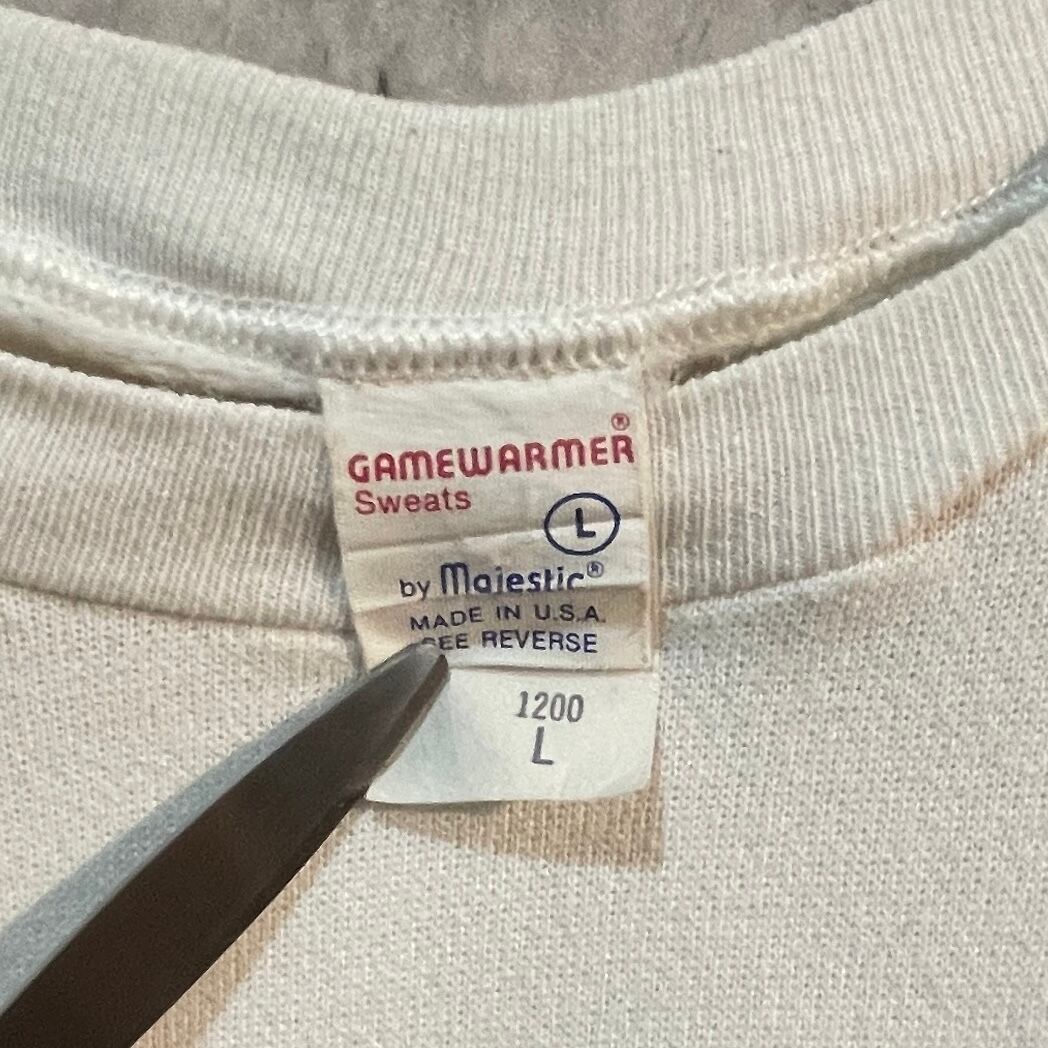 GAMEWARMER®
Sweats
L
by Majestic®
MADE IN U.S.A.
SEE REVERSE
1200
L